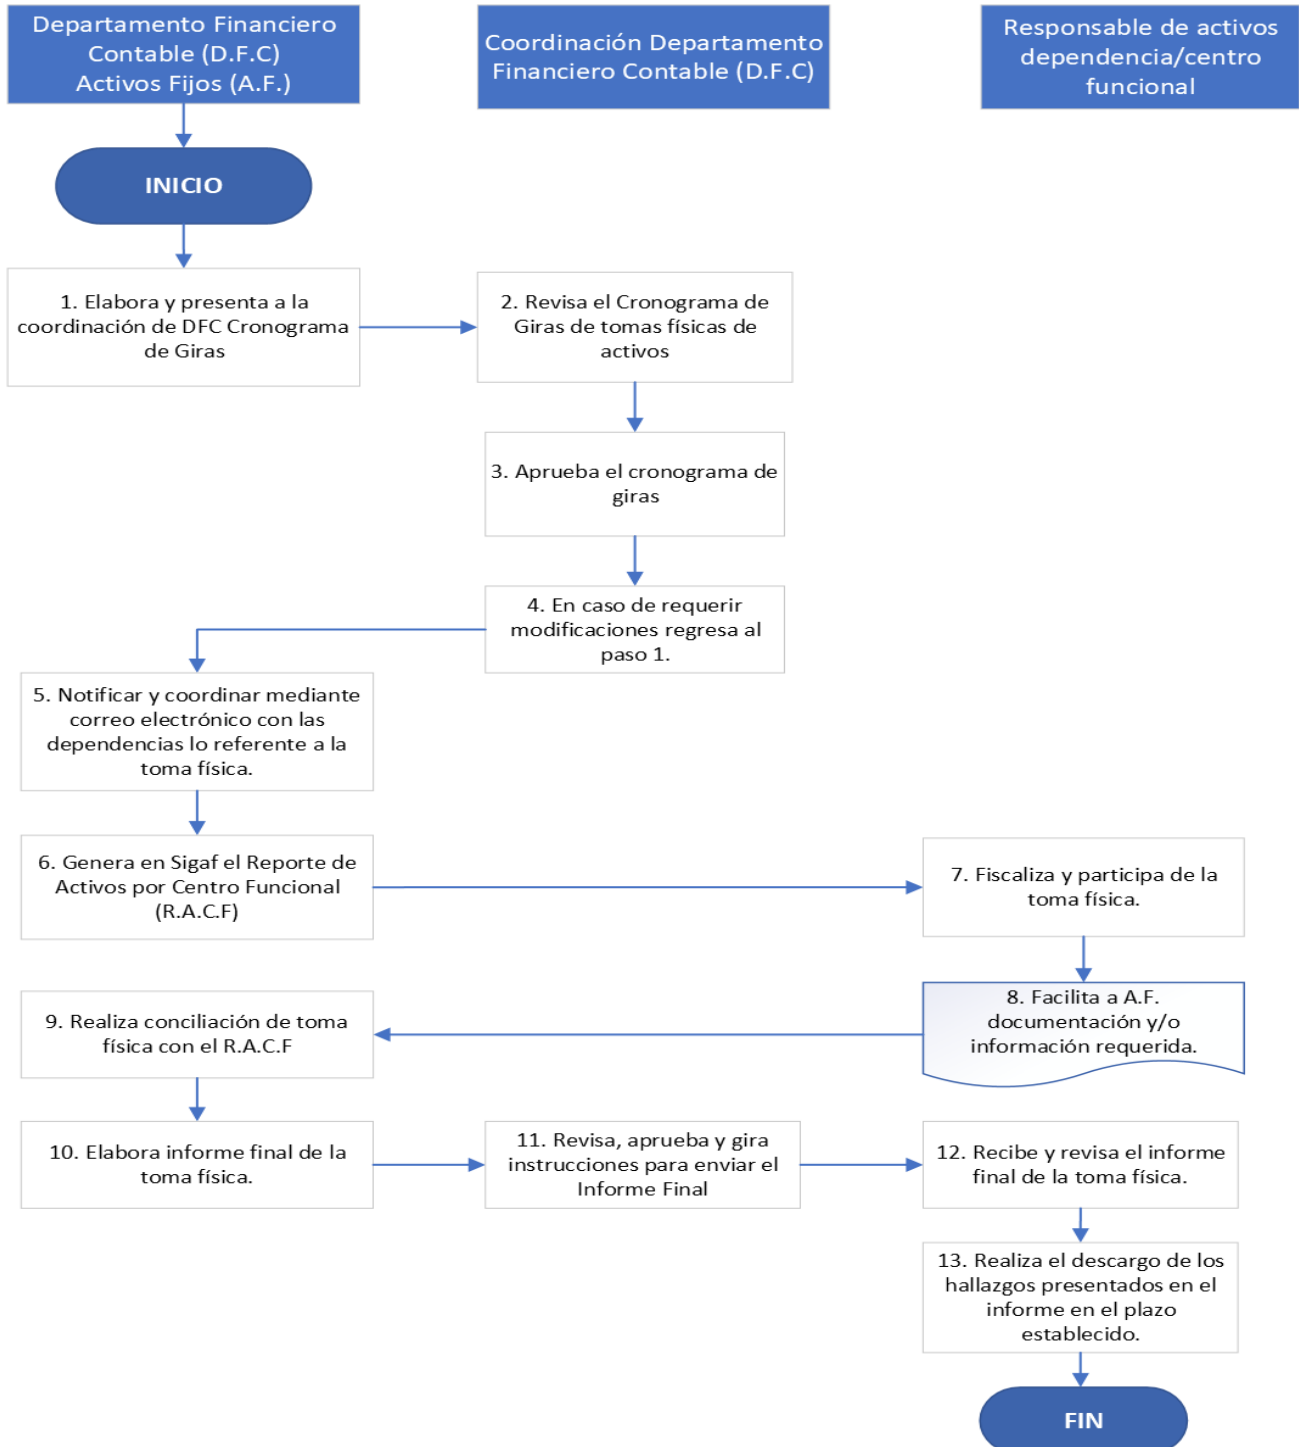 Departamento Financiero
Contable (D.F.C)
Activos Fijos (A.F.)
Coordinación Departamento
Financiero Contable (D.F.C)
Responsable de activos
dependencia/centro
funcional
INICIO
1. Elabora y presenta a la
coordinación de DFC Cronograma
de Giras
2. Revisa el Cronograma de
Giras de tomas físicas de
activos
3. Aprueba el cronograma de
giras
4. En caso de requerir
modificaciones regresa al
paso 1.
5. Notificar y coordinar mediante
correo electrónico con las
dependencias lo referente a la
toma física.
6. Genera en Sigaf el Reporte de
Activos por Centro Funcional
(R.A.C.F)
7. Fiscaliza y participa de la
toma física.
8. Facilita a A.F.
documentación y/o
información requerida.
9. Realiza conciliación de toma
física con el R.A.C.F
10. Elabora informe final de la
toma física.
11. Revisa, aprueba y gira
instrucciones para enviar el
Informe Final
12. Recibe y revisa el informe
final de la toma física.
13. Realiza el descargo de los
hallazgos presentados en el
informe en el plazo
establecido.
FIN